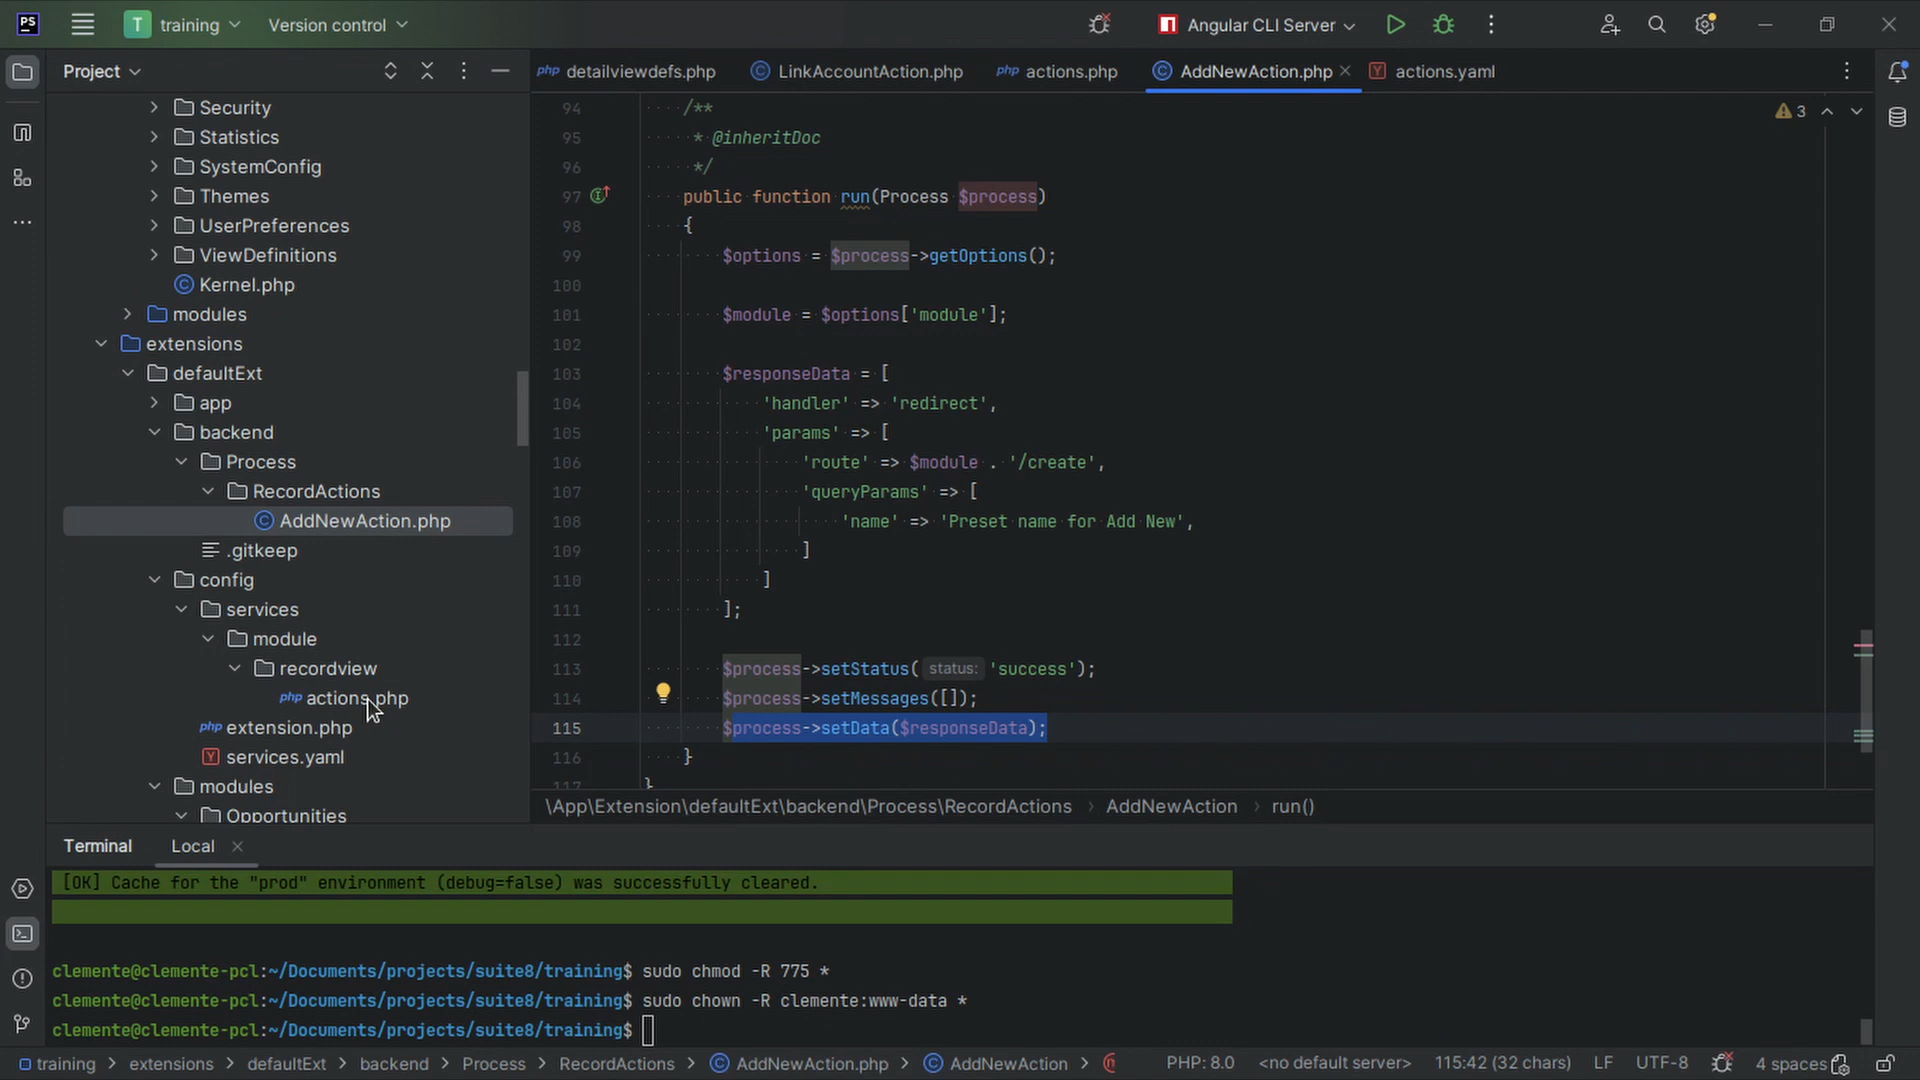 PS
T training
Version control
Angular CLI Server
Project
php detailviewdefs.php
LinkAccountAction.php
php actions.php
AddNewAction.php
actions.yaml
Security
Statistics
SystemConfig
Themes
UserPreferences
ViewDefinitions
Kernel.php
modules
extensions
defaultExt
app
backend
Process
RecordActions
AddNewAction.php
.gitkeep
config
services
module
recordview
php actions.php
php extension.php
services.yaml
modules
Opportunities
3
94 /**
95 * @inheritDoc
96 */
97 public function run(Process $process)
98 {
99 $options = $process->getOptions();
100
101 $module = $options['module'];
102
103 $responseData = [
104 'handler' => 'redirect',
105 'params' => [
106 'route' => $module . '/create',
107 'queryParams' => [
108 'name' => 'Preset name for Add New',
109 ]
110 ]
111 ];
112
113 $process->setStatus( status: 'success');
114 $process->setMessages([]);
115 $process->setData($responseData);
116 }
117 }
\App\Extension\defaultExt\backend\Process\RecordActions › AddNewAction › run()
Terminal
Local
[OK] Cache for the "prod" environment (debug=false) was successfully cleared.
clemente@clemente-pcl:~/Documents/projects/suite8/training$ sudo chmod -R 775 *
clemente@clemente-pcl:~/Documents/projects/suite8/training$ sudo chown -R clemente:www-data *
clemente@clemente-pcl:~/Documents/projects/suite8/training$
training › extensions › defaultExt › backend › Process › RecordActions › AddNewAction.php › AddNewAction ›
PHP: 8.0 <no default server> 115:42 (32 chars) LF UTF-8 4 spaces